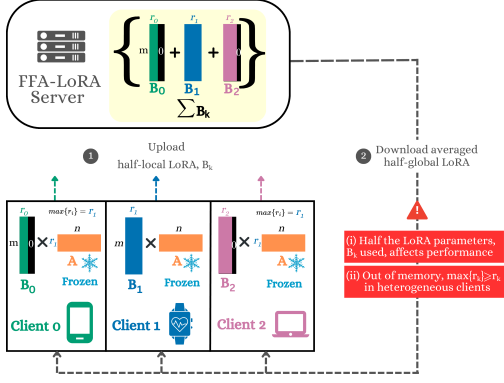 r₀ r₁ r₂
m 0 + + 0
B₀ B₁ B₂
∑Bₖ
FFA-LoRA
Server
1 Upload
half-local LoRA, Bₖ
2 Download averaged
half-global LoRA
!
(i) Half the LoRA parameters,
Bₖ used, affects performance
(ii) Out of memory, max[rₖ]⩾rₖ
in heterogeneous clients
r₀ max{rᵢ} = r₁
n
m 0 × r₁
A
B₀ Frozen
Client 0
r₁
n
m ×
A
B₁ Frozen
Client 1
r₂ max{rᵢ} = r₁
n
0 × r₁
A
B₂ Frozen
Client 2